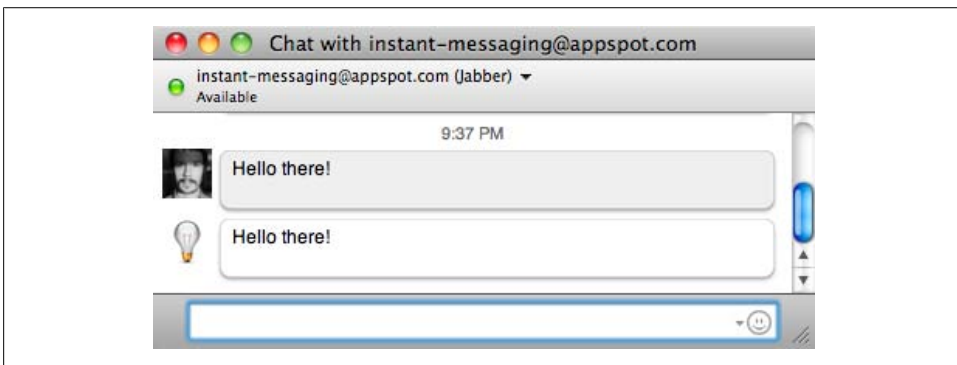 Chat with instant-messaging@appspot.com
instant-messaging@appspot.com (Jabber)
Available
9:37 PM
Hello there!
Hello there!